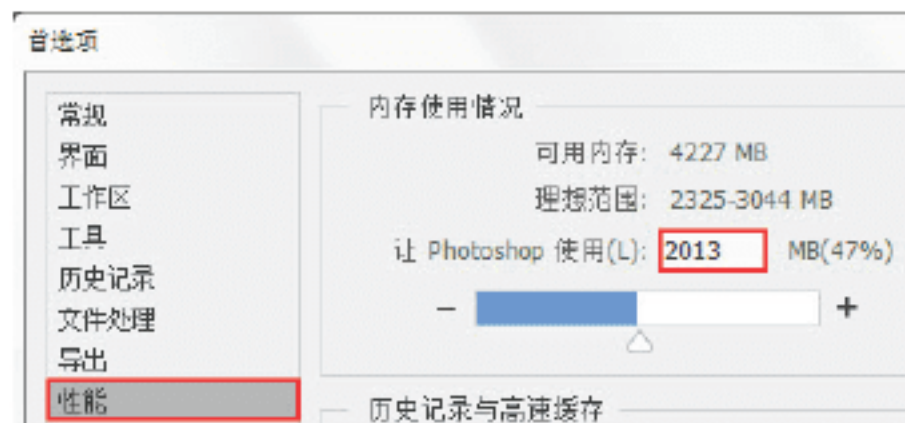 首选项
常规
界面
工作区
工具
历史记录
文件处理
导出
性能
内存使用情况
可用内存: 4227 MB
理想范围: 2325-3044 MB
让 Photoshop 使用(L): 2013 MB(47%)
− +
历史记录与高速缓存